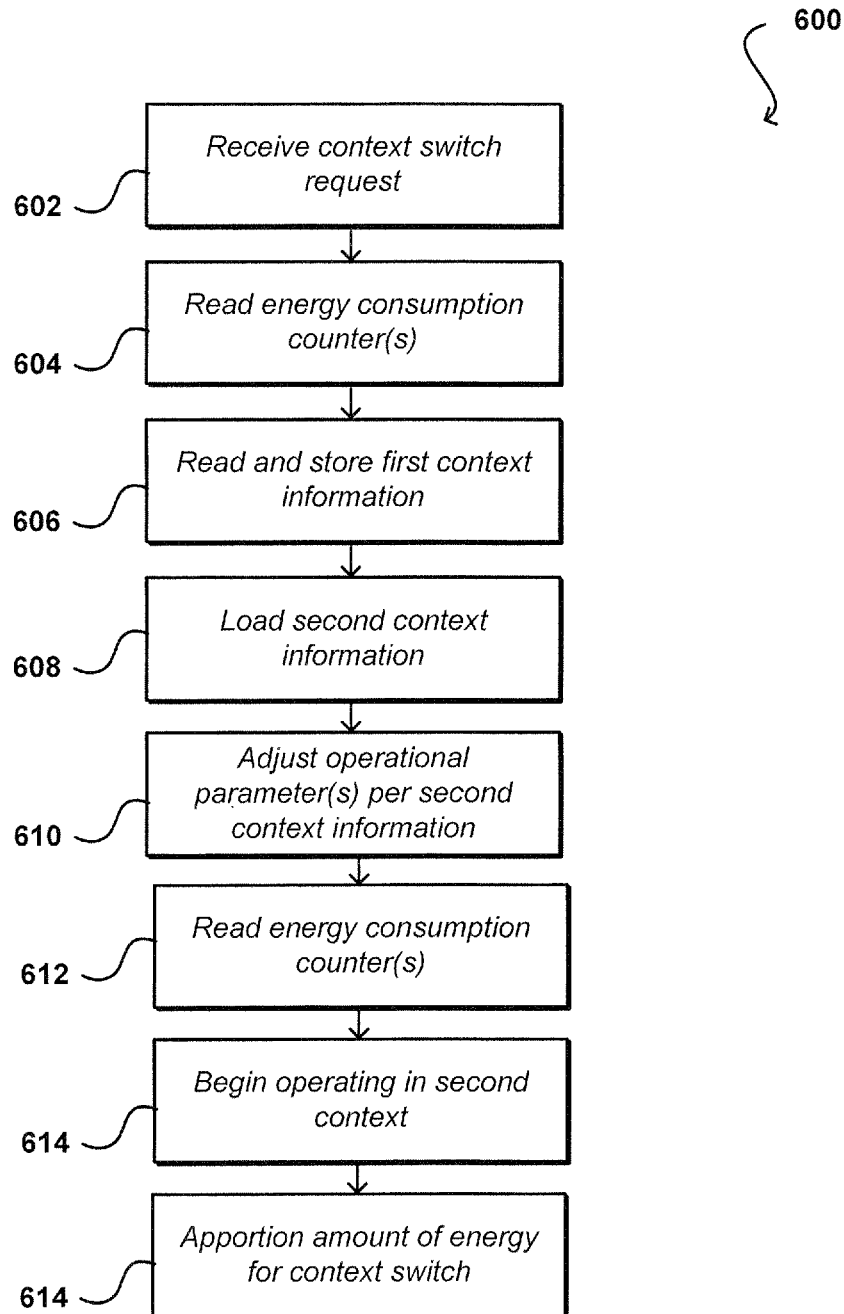 600
Receive context switch
request
602
Read energy consumption
counter(s)
604
Read and store first context
information
606
Load second context
information
608
Adjust operational
parameter(s) per second
context information
610
Read energy consumption
counter(s)
612
Begin operating in second
context
614
Apportion amount of energy
for context switch
614